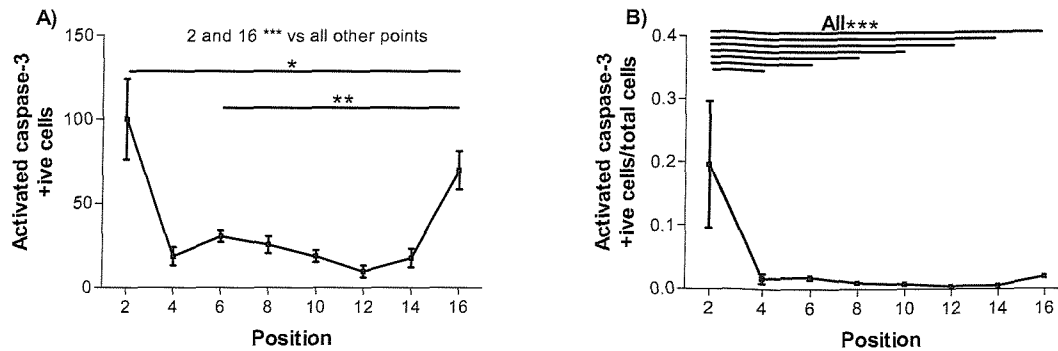 A)
2 and 16 *** vs all other points
*
**
Activated caspase-3
+ive cells
150
100
50
0
2 4 6 8 10 12 14 16
Position
B)
All***
Activated caspase-3
+ive cells/total cells
0.4
0.3
0.2
0.1
0.0
2 4 6 8 10 12 14 16
Position